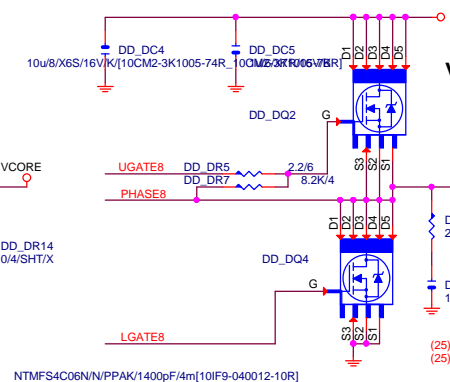 D1 D2 D3 D4 D5
DD_DC4
DD_DC5
10u/8/X6S/16V/K/[10CM2-3K1005-74R]
DD_DQ2
G
S3 S2 S1
VCORE
UGATE8
DD_DR5
2.2/6
DD_DR7
8.2K/4
PHASE8
D1 D2 D3 D4 D5
DD_DR14
0/4/SHT/X
DD_DQ4
G
S3 S2 S1
LGATE8
(25)
(25)
NTMFS4C06N/N/PPAK/1400pF/4m[10IF9-040012-10R]